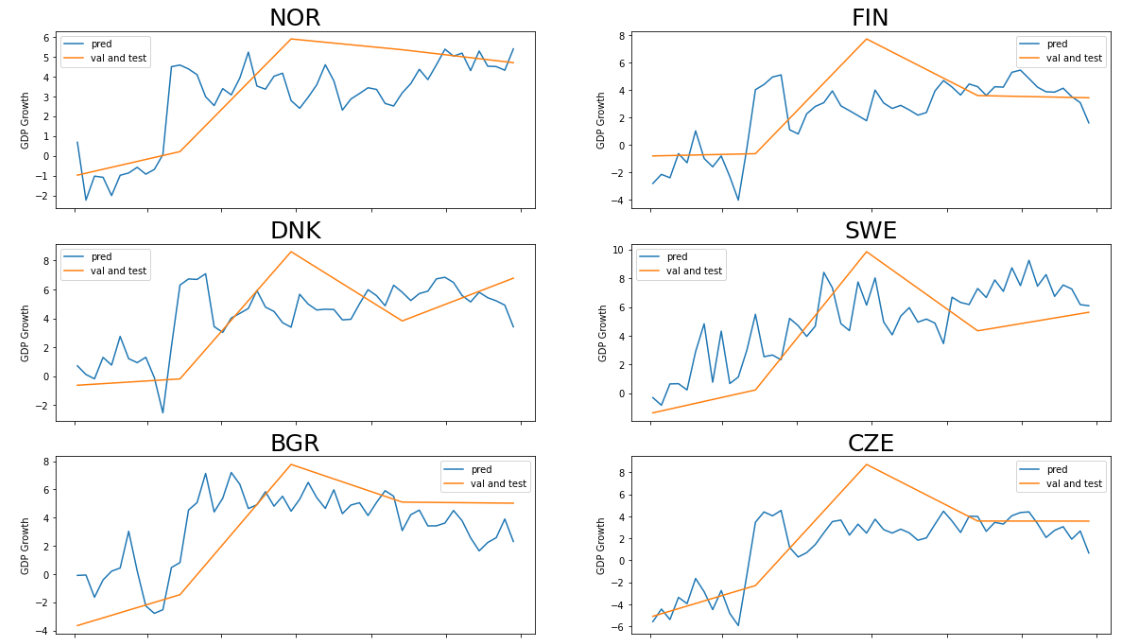 NOR
6
5
4
3
2
1
0
−1
−2
GDP Growth
pred
val and test
FIN
8
6
4
2
0
−2
−4
GDP Growth
pred
val and test
DNK
8
6
4
2
0
−2
GDP Growth
pred
val and test
SWE
10
8
6
4
2
0
GDP Growth
pred
val and test
BGR
8
6
4
2
0
−2
−4
GDP Growth
pred
val and test
CZE
8
6
4
2
0
−2
−4
−6
GDP Growth
pred
val and test